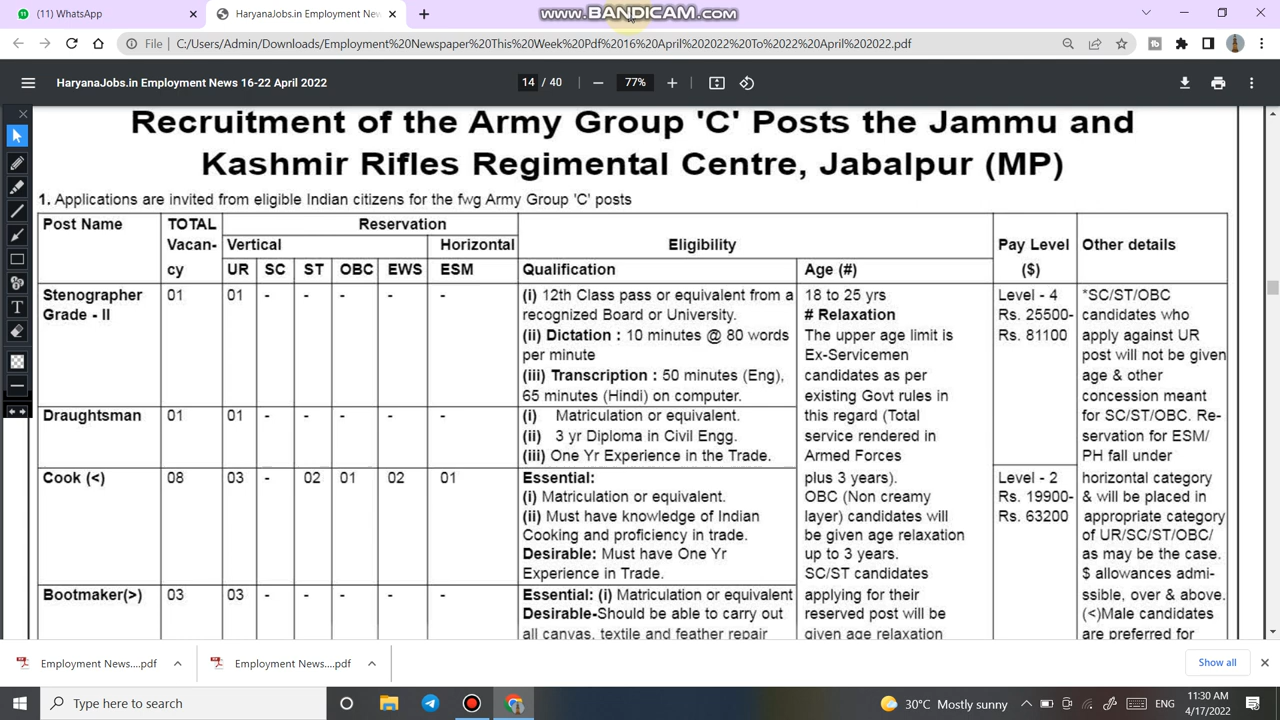 (11) WhatsApp
HaryanaJobs.in Employment New
www.BANDICAM.com
File
C:/Users/Admin/Downloads/Employment%20Newspaper%20This%20Week%20Pdf%2016%20April%202022%20To%2022%20April%202022.pdf
HaryanaJobs.in Employment News 16-22 April 2022
14 / 40
77%
Recruitment of the Army Group 'C' Posts the Jammu and
Kashmir Rifles Regimental Centre, Jabalpur (MP)
1. Applications are invited from eligible Indian citizens for the fwg Army Group 'C' posts
Post Name
TOTAL
Vacan-
cy
Reservation
Vertical
Horizontal
UR SC ST OBC EWS ESM
Eligibility
Qualification
Age (#)
Pay Level
($)
Other details
Stenographer
Grade - II
01 01 - - - - -
(i) 12th Class pass or equivalent from a
recognized Board or University.
(ii) Dictation : 10 minutes @ 80 words
per minute
(iii) Transcription : 50 minutes (Eng),
65 minutes (Hindi) on computer.
Draughtsman
01 01 - - - - -
(i) Matriculation or equivalent.
(ii) 3 yr Diploma in Civil Engg.
(iii) One Yr Experience in the Trade.
Cook (<)
08 03 - 02 01 02 01
Essential:
(i) Matriculation or equivalent.
(ii) Must have knowledge of Indian
Cooking and proficiency in trade.
Desirable: Must have One Yr
Experience in Trade.
Bootmaker(>)
03 03 - - - - -
Essential: (i) Matriculation or equivalent
Desirable-Should be able to carry out
all canvas, textile and feather repair
18 to 25 yrs
# Relaxation
The upper age limit is
Ex-Servicemen
candidates as per
existing Govt rules in
this regard (Total
service rendered in
Armed Forces
plus 3 years).
OBC (Non creamy
layer) candidates will
be given age relaxation
up to 3 years.
SC/ST candidates
applying for their
reserved post will be
given age relaxation
Level - 4
Rs. 25500-
Rs. 81100
Level - 2
Rs. 19900-
Rs. 63200
*SC/ST/OBC
candidates who
apply against UR
post will not be given
age & other
concession meant
for SC/ST/OBC. Re-
servation for ESM/
PH fall under
horizontal category
& will be placed in
appropriate category
of UR/SC/ST/OBC/
as may be the case.
$ allowances admi-
ssible, over & above.
(<)Male candidates
are preferred for
Employment News....pdf
Employment News....pdf
Show all
Type here to search
30°C Mostly sunny
ENG
11:30 AM
4/17/2022